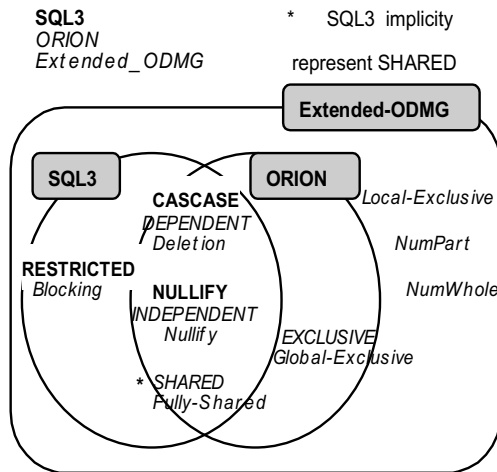 SQL3
ORION
Extended_ODMG
* SQL3 implicity
represent SHARED
Extended-ODMG
SQL3
ORION
CASCASE
DEPENDENT
Deletion
Local-Exclusive
NumPart
RESTRICTED
Blocking
NULLIFY
INDEPENDENT
Nullify
NumWhole
EXCLUSIVE
Global-Exclusive
* SHARED
Fully-Shared